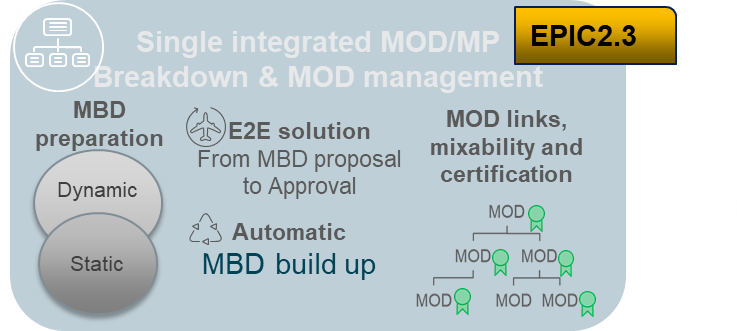 Single integrated MOD/MP
Breakdown & MOD management
EPIC2.3
MBD
preparation
Dynamic
Static
E2E solution
From MBD proposal
to Approval
Automatic
MBD build up
MOD links,
mixability and
certification
MOD
MOD MOD
MOD MOD MOD